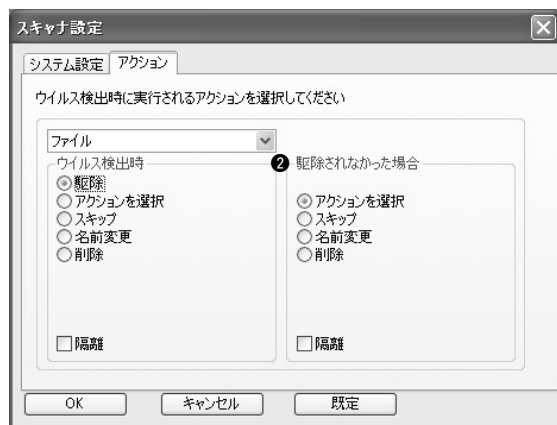 スキャナ設定
システム設定 アクション
ウイルス検出時に実行されるアクションを選択してください
ファイル
ウイルス検出時
駆除
アクションを選択
スキップ
名前変更
削除
隔離
❷ 駆除されなかった場合
アクションを選択
スキップ
名前変更
削除
隔離
OK キャンセル 既定